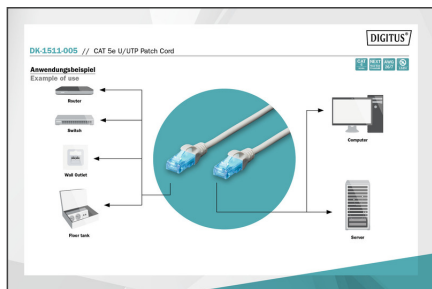 DIGITUS®
DK-1511-005 // CAT 5e U/UTP Patch Cord
Anwendungsbeispiel
Example of use
Router
Switch
Wall Outlet
Floor tank
Computer
Server